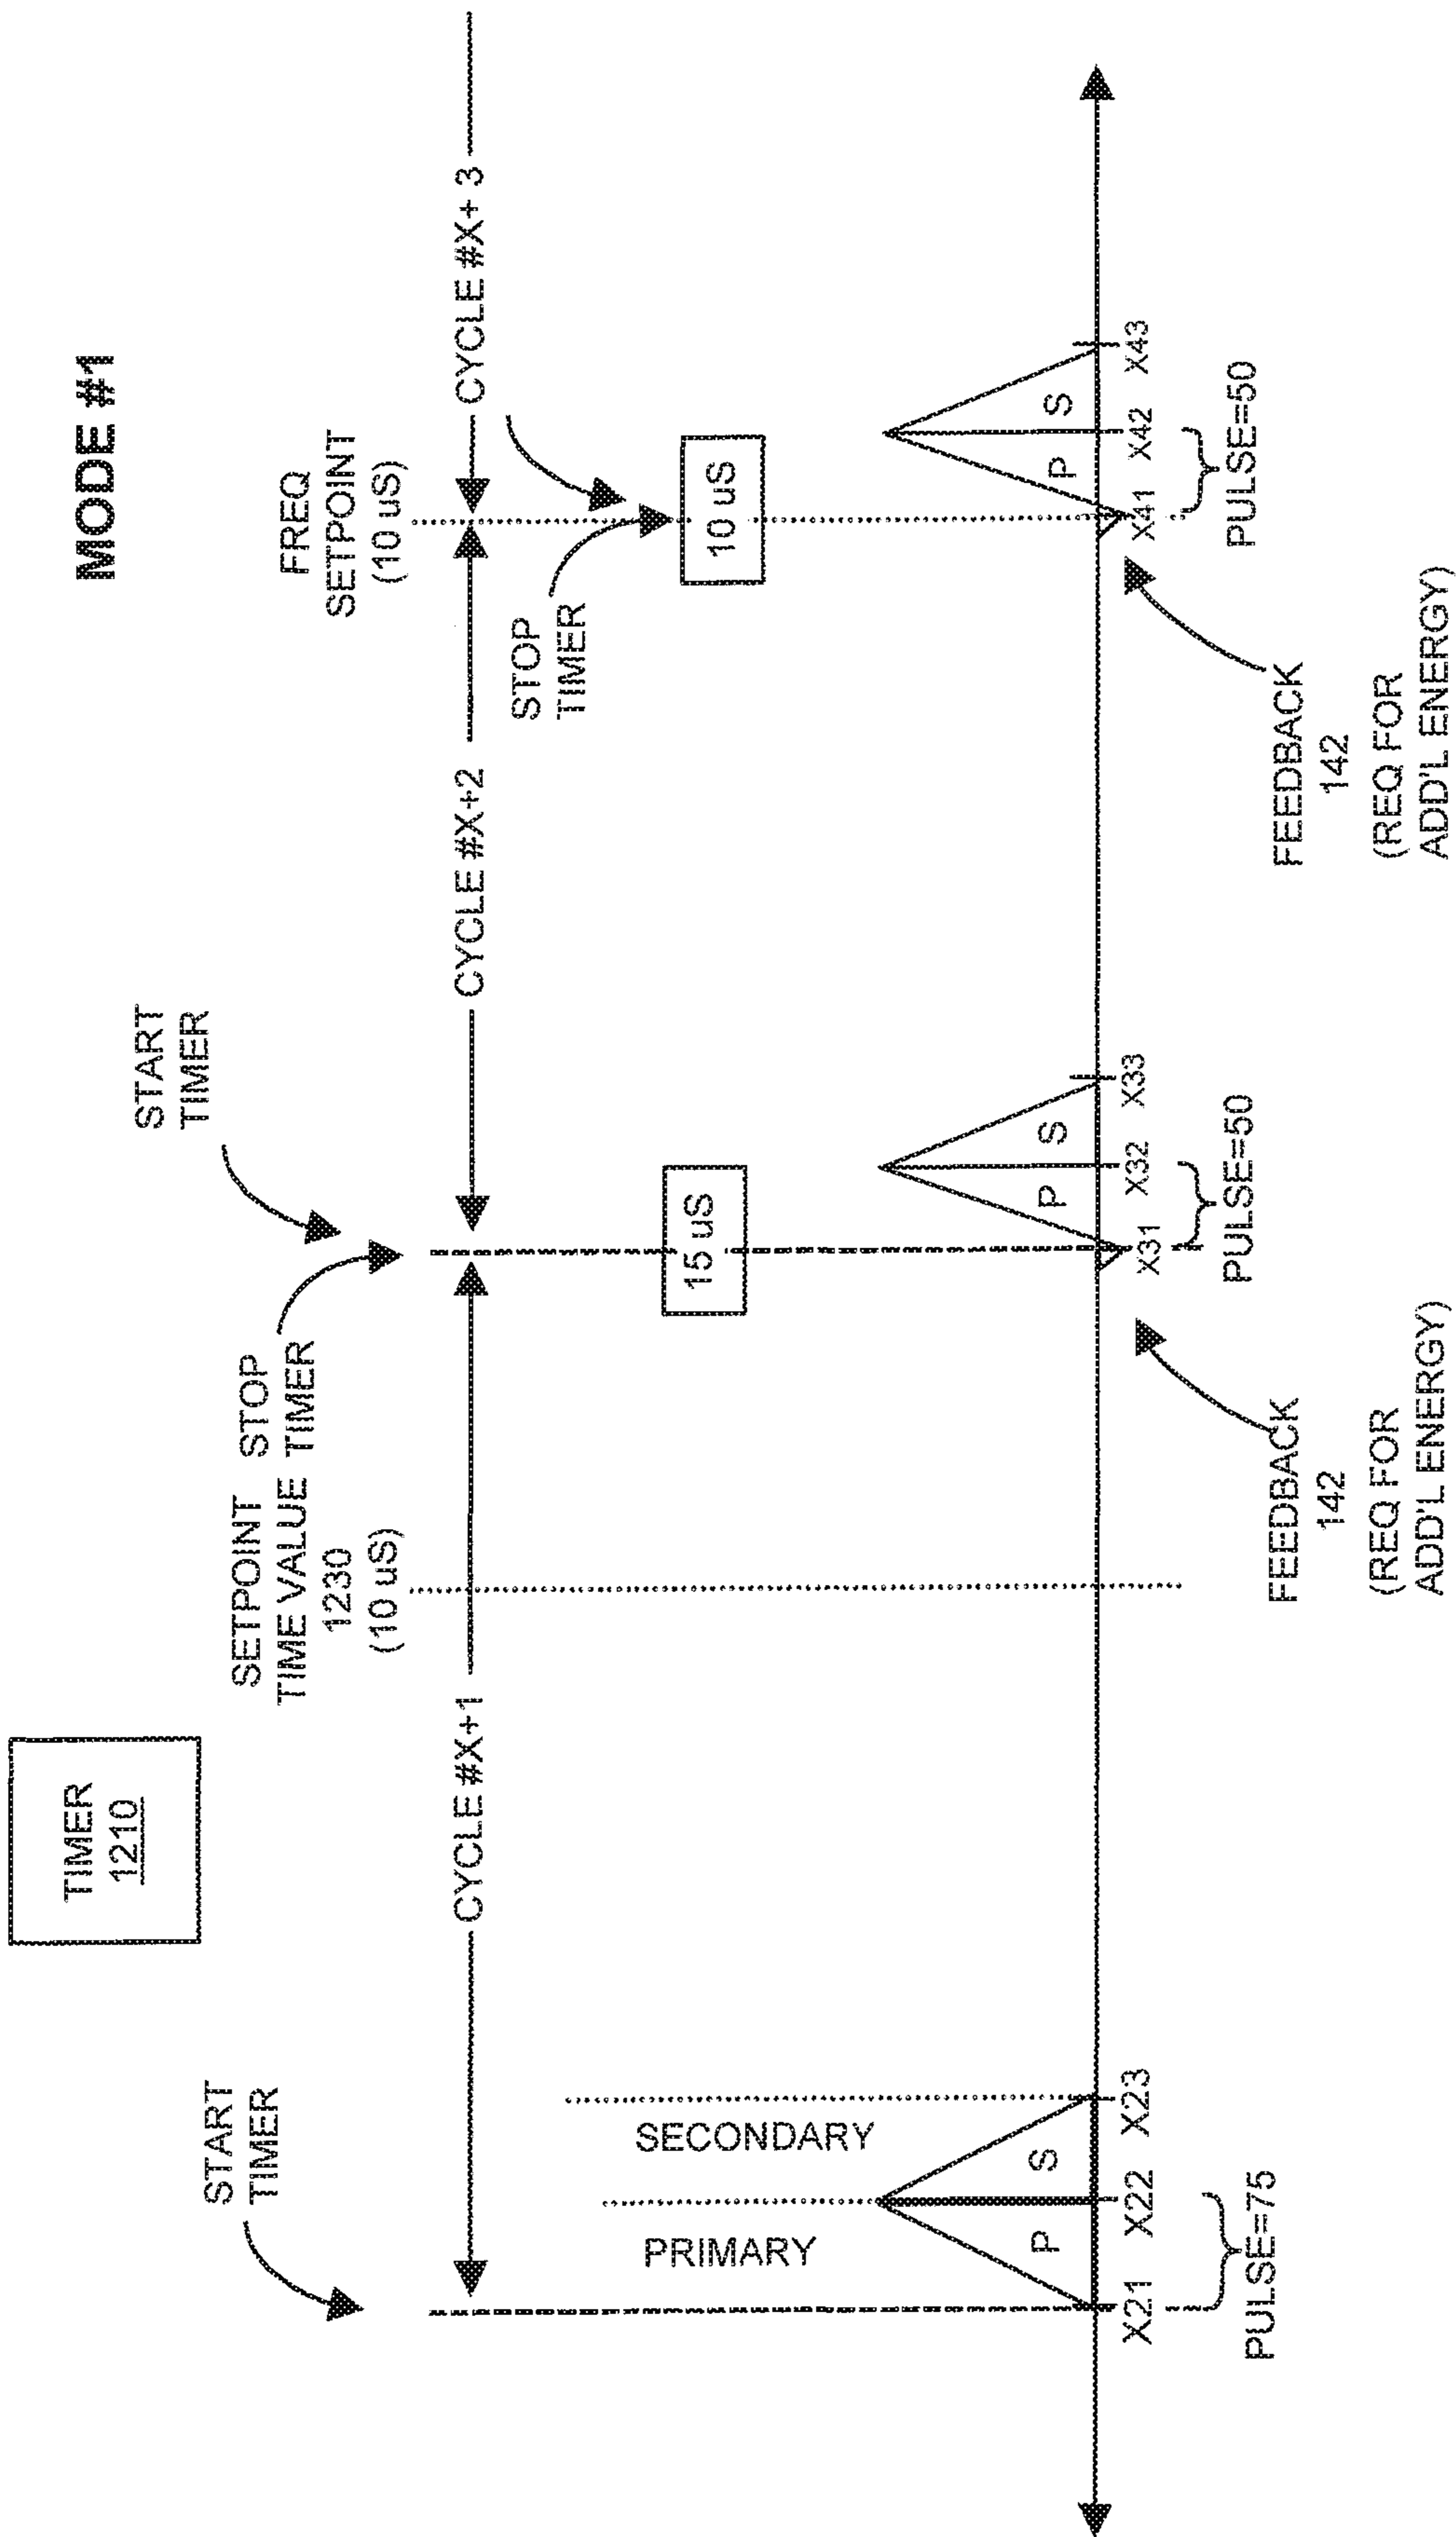 MODE #1
TIMER
1210
START
TIMER
SETPOINT
TIME VALUE
1230
(10 uS)
STOP
TIMER
START
TIMER
FREQ
SETPOINT
(10 uS)
CYCLE #X+1
CYCLE #X+2
CYCLE #X+ 3
STOP
TIMER
PRIMARY
SECONDARY
15 uS
10 uS
P
S
P
S
P
S
X21
X22
X23
X31
X32
X33
X41
X42
X43
PULSE=75
PULSE=50
PULSE=50
FEEDBACK
142
(REQ FOR
ADD'L ENERGY)
FEEDBACK
142
(REQ FOR
ADD'L ENERGY)